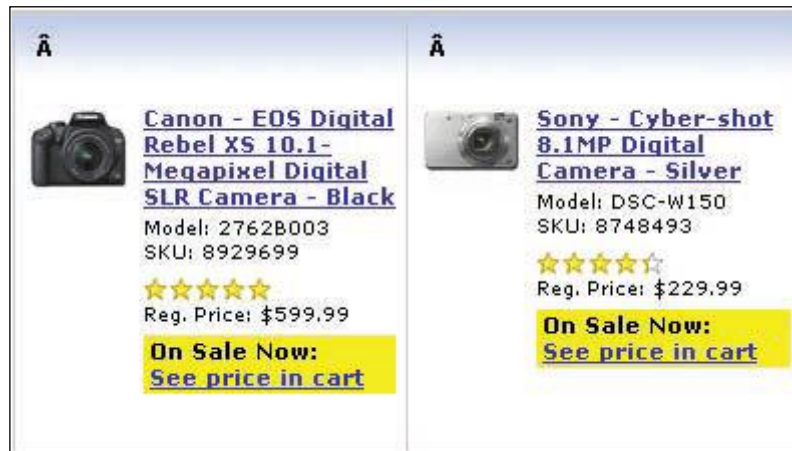 Â
Canon - EOS Digital
Rebel XS 10.1-
Megapixel Digital
SLR Camera - Black
Model: 2762B003
SKU: 8929699
Reg. Price: $599.99
On Sale Now:
See price in cart
Â
Sony - Cyber-shot
8.1MP Digital
Camera - Silver
Model: DSC-W150
SKU: 8748493
Reg. Price: $229.99
On Sale Now:
See price in cart